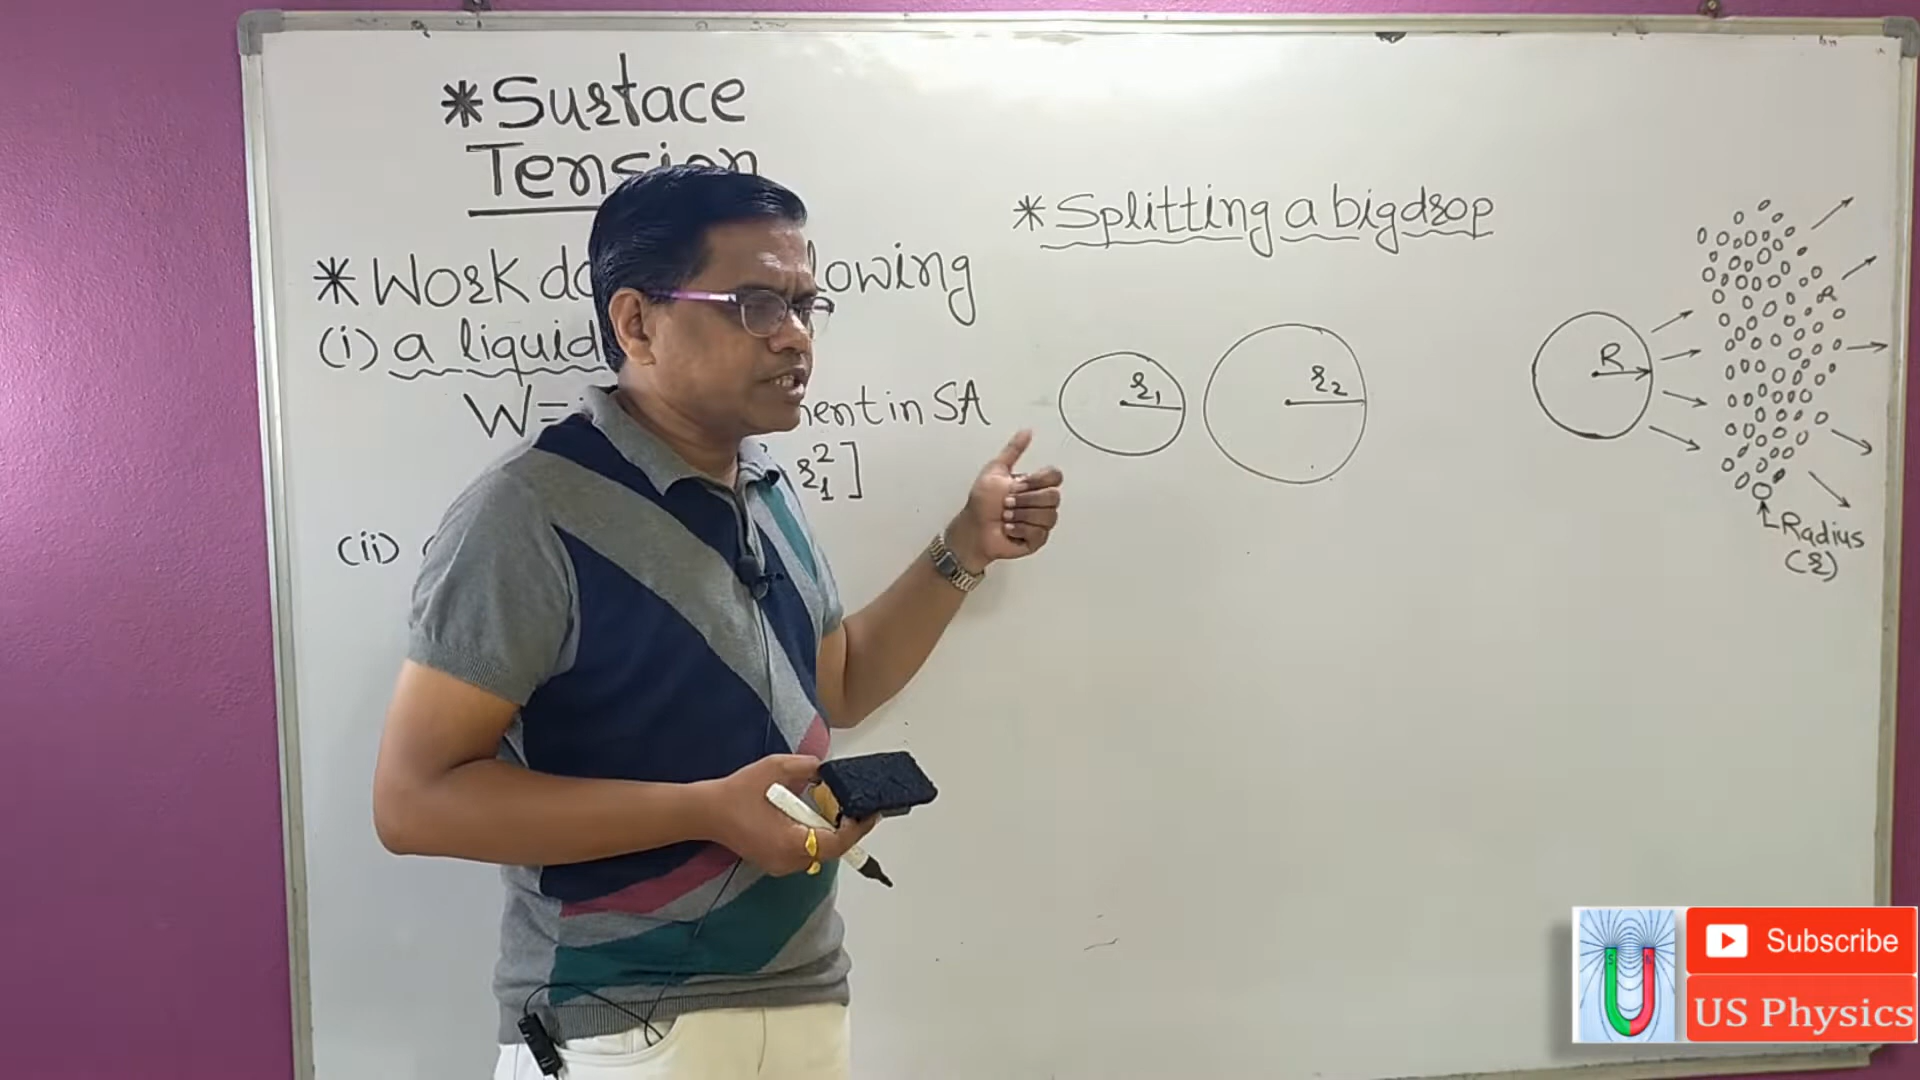 *Surface
Tension
*Work do lowing
(i) a liquid
W= ment in SA
r₁²]
(ii)
*Splitting a big drop
r₁
r₂
R
Radius
(r)
Subscribe
US Physics